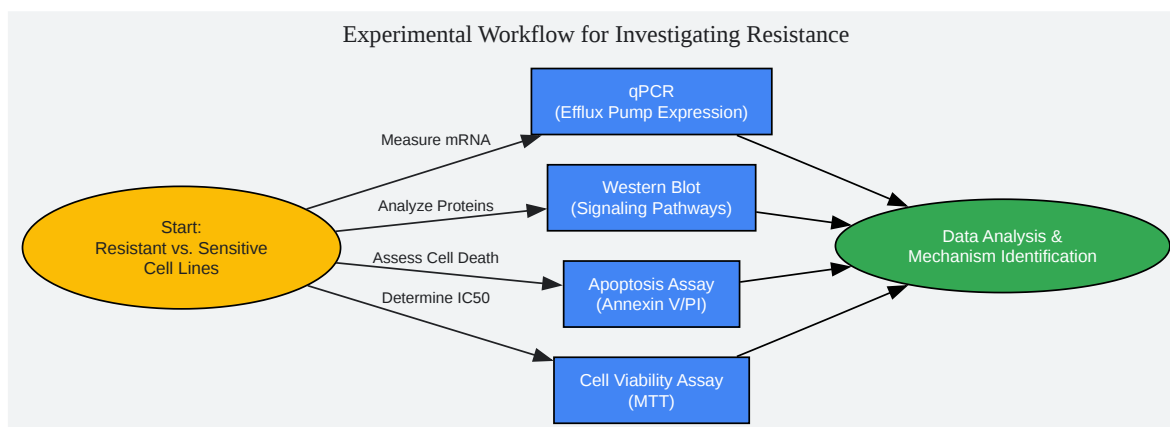 Experimental Workflow for Investigating Resistance
Start:
Resistant vs. Sensitive
Cell Lines
Measure mRNA
Analyze Proteins
Assess Cell Death
Determine IC50
qPCR
(Efflux Pump Expression)
Western Blot
(Signaling Pathways)
Apoptosis Assay
(Annexin V/PI)
Cell Viability Assay
(MTT)
Data Analysis &
Mechanism Identification